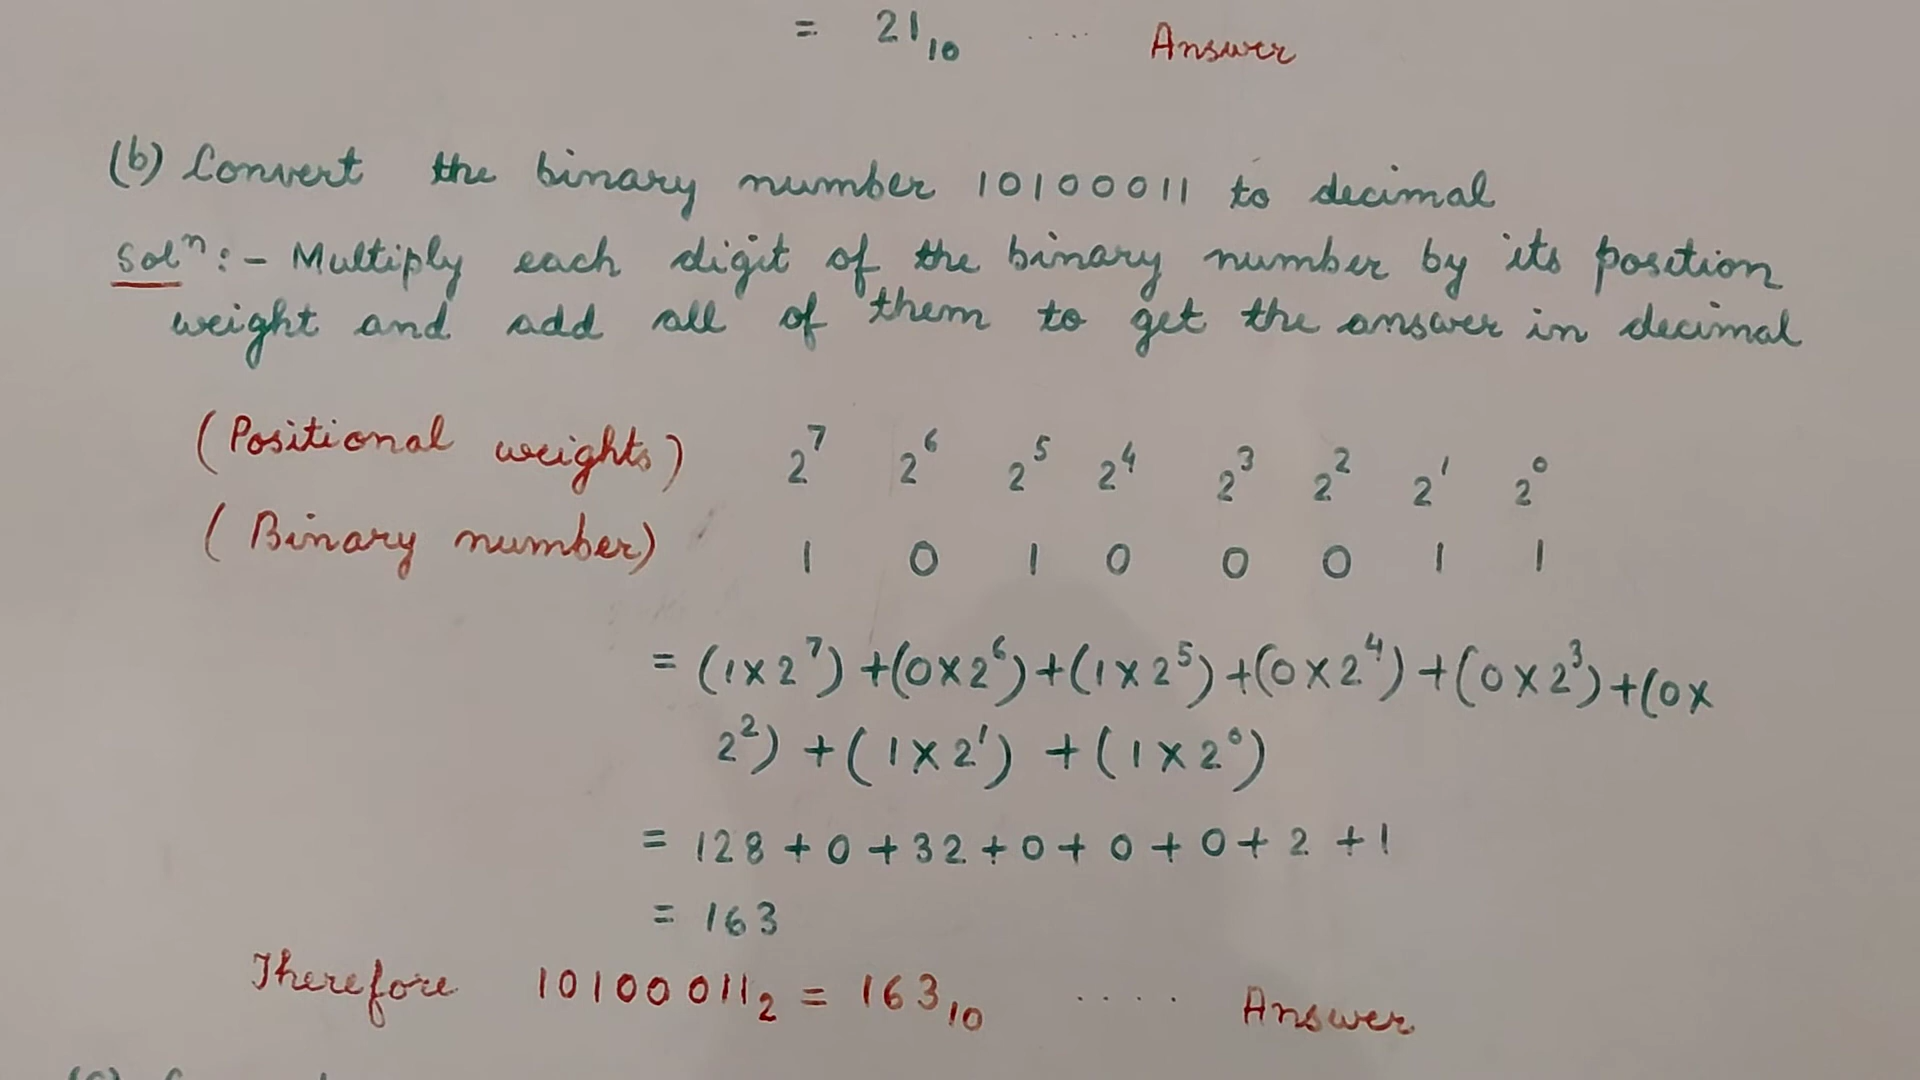 = 21₁₀ .... Answer
(b) Convert the binary number 10100011 to decimal
Solⁿ:- Multiply each digit of the binary number by its position
weight and add all of them to get the answer in decimal
(Positional weights) 2⁷ 2⁶ 2⁵ 2⁴ 2³ 2² 2¹ 2⁰
(Binary number) 1 0 1 0 0 0 1 1
= (1×2⁷) +(0×2⁶)+(1×2⁵)+(0×2⁴)+(0×2³)+(0×
2²) +(1×2¹) +(1×2⁰)
= 128+0+32+0+0+0+2+1
= 163
Therefore 10100011₂ = 163₁₀ .... Answer